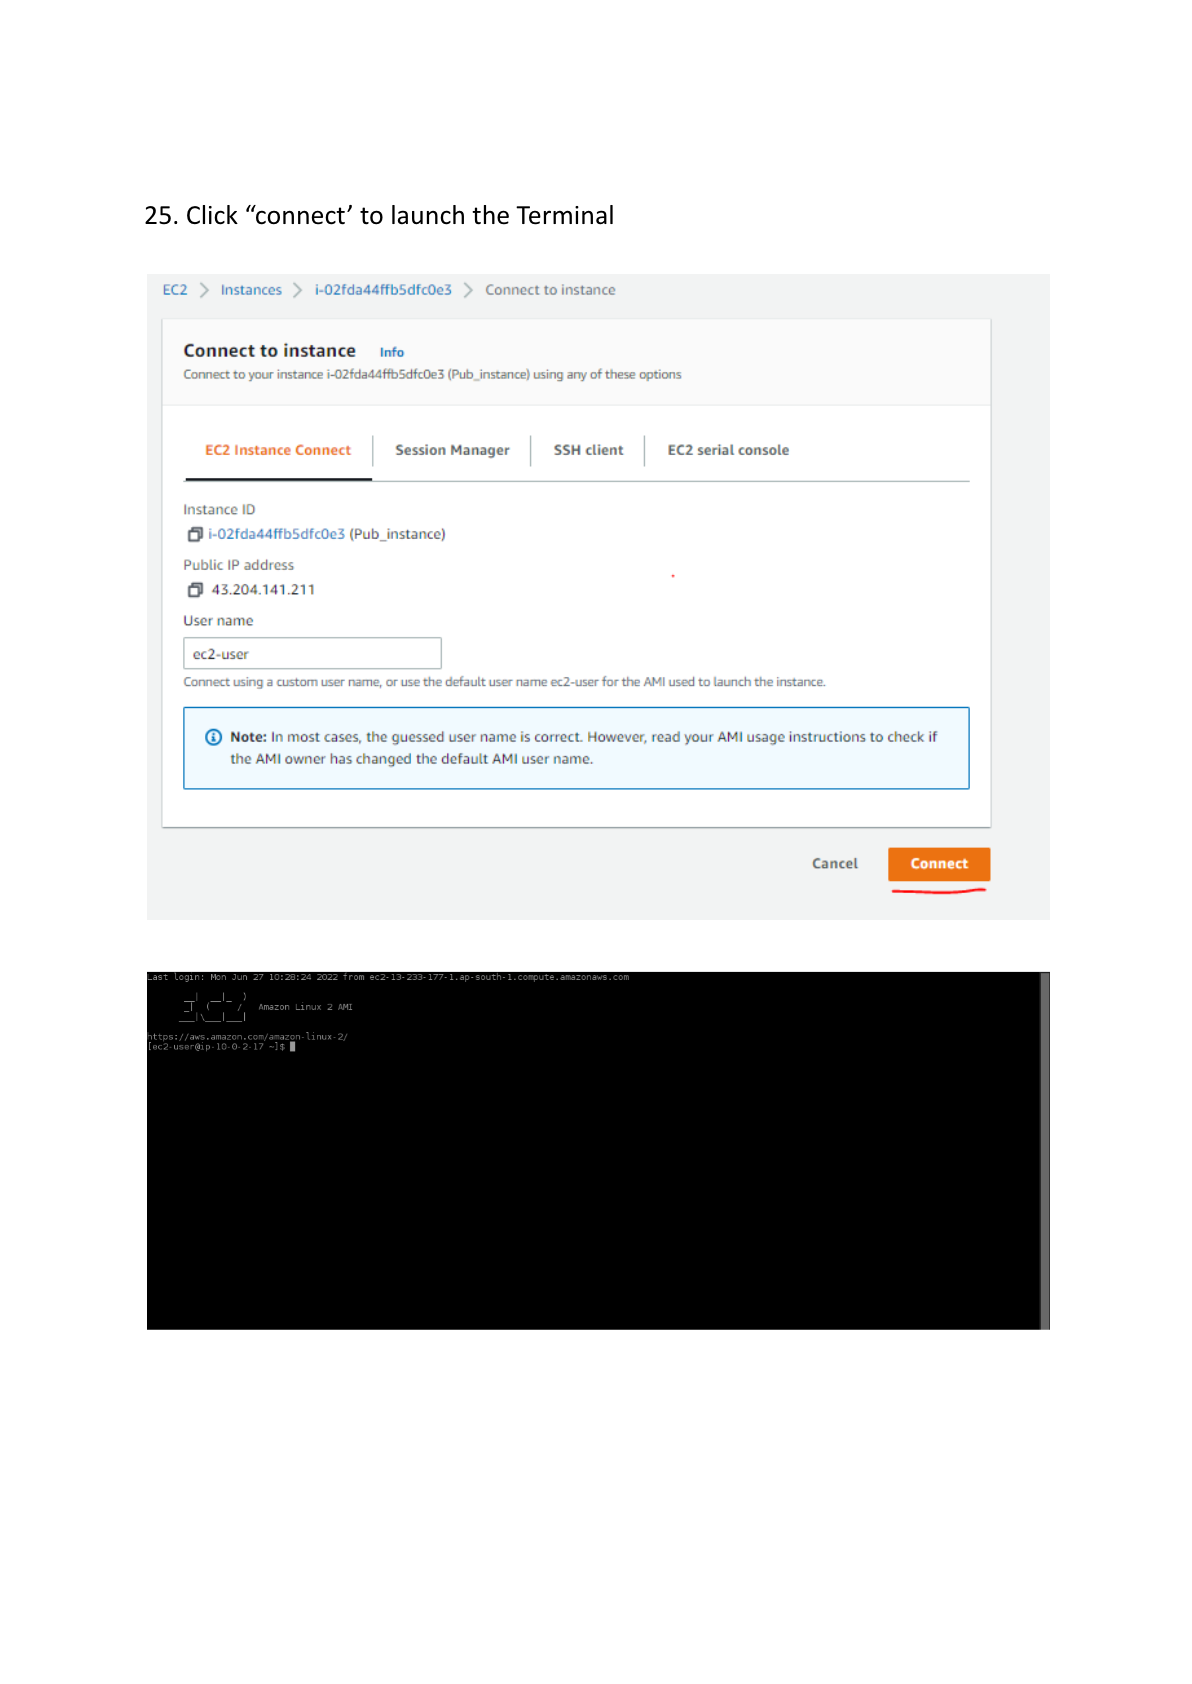 25. Click “connect’ to launch the Terminal
EC2 > Instances > i-02fda44ffb5dfc0e3 > Connect to instance
Connect to instance Info
Connect to your instance i-02fda44ffb5dfc0e3 (Pub_instance) using any of these options
EC2 Instance Connect Session Manager SSH client EC2 serial console
Instance ID
i-02fda44ffb5dfc0e3 (Pub_instance)
Public IP address
43.204.141.211
User name
ec2-user
Connect using a custom user name, or use the default user name ec2-user for the AMI used to launch the instance.
Note: In most cases, the guessed user name is correct. However, read your AMI usage instructions to check if
the AMI owner has changed the default AMI user name.
Cancel Connect
Last login: Mon Jun 27 10:28:24 2022 from ec2-13-233-177-1.ap-south-1.compute.amazonaws.com
__|  __|_  )
_|  (     /   Amazon Linux 2 AMI
___|\___|___|
https://aws.amazon.com/amazon-linux-2/
[ec2-user@ip-10-0-2-17 ~]$